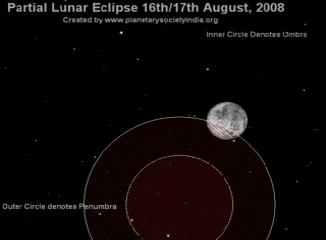 Partial Lunar Eclipse 16th/17th August, 2008
Created by www.planetarysocietyindia.org
Inner Circle Denotes Umbra
Outer Circle denotes Penumbra